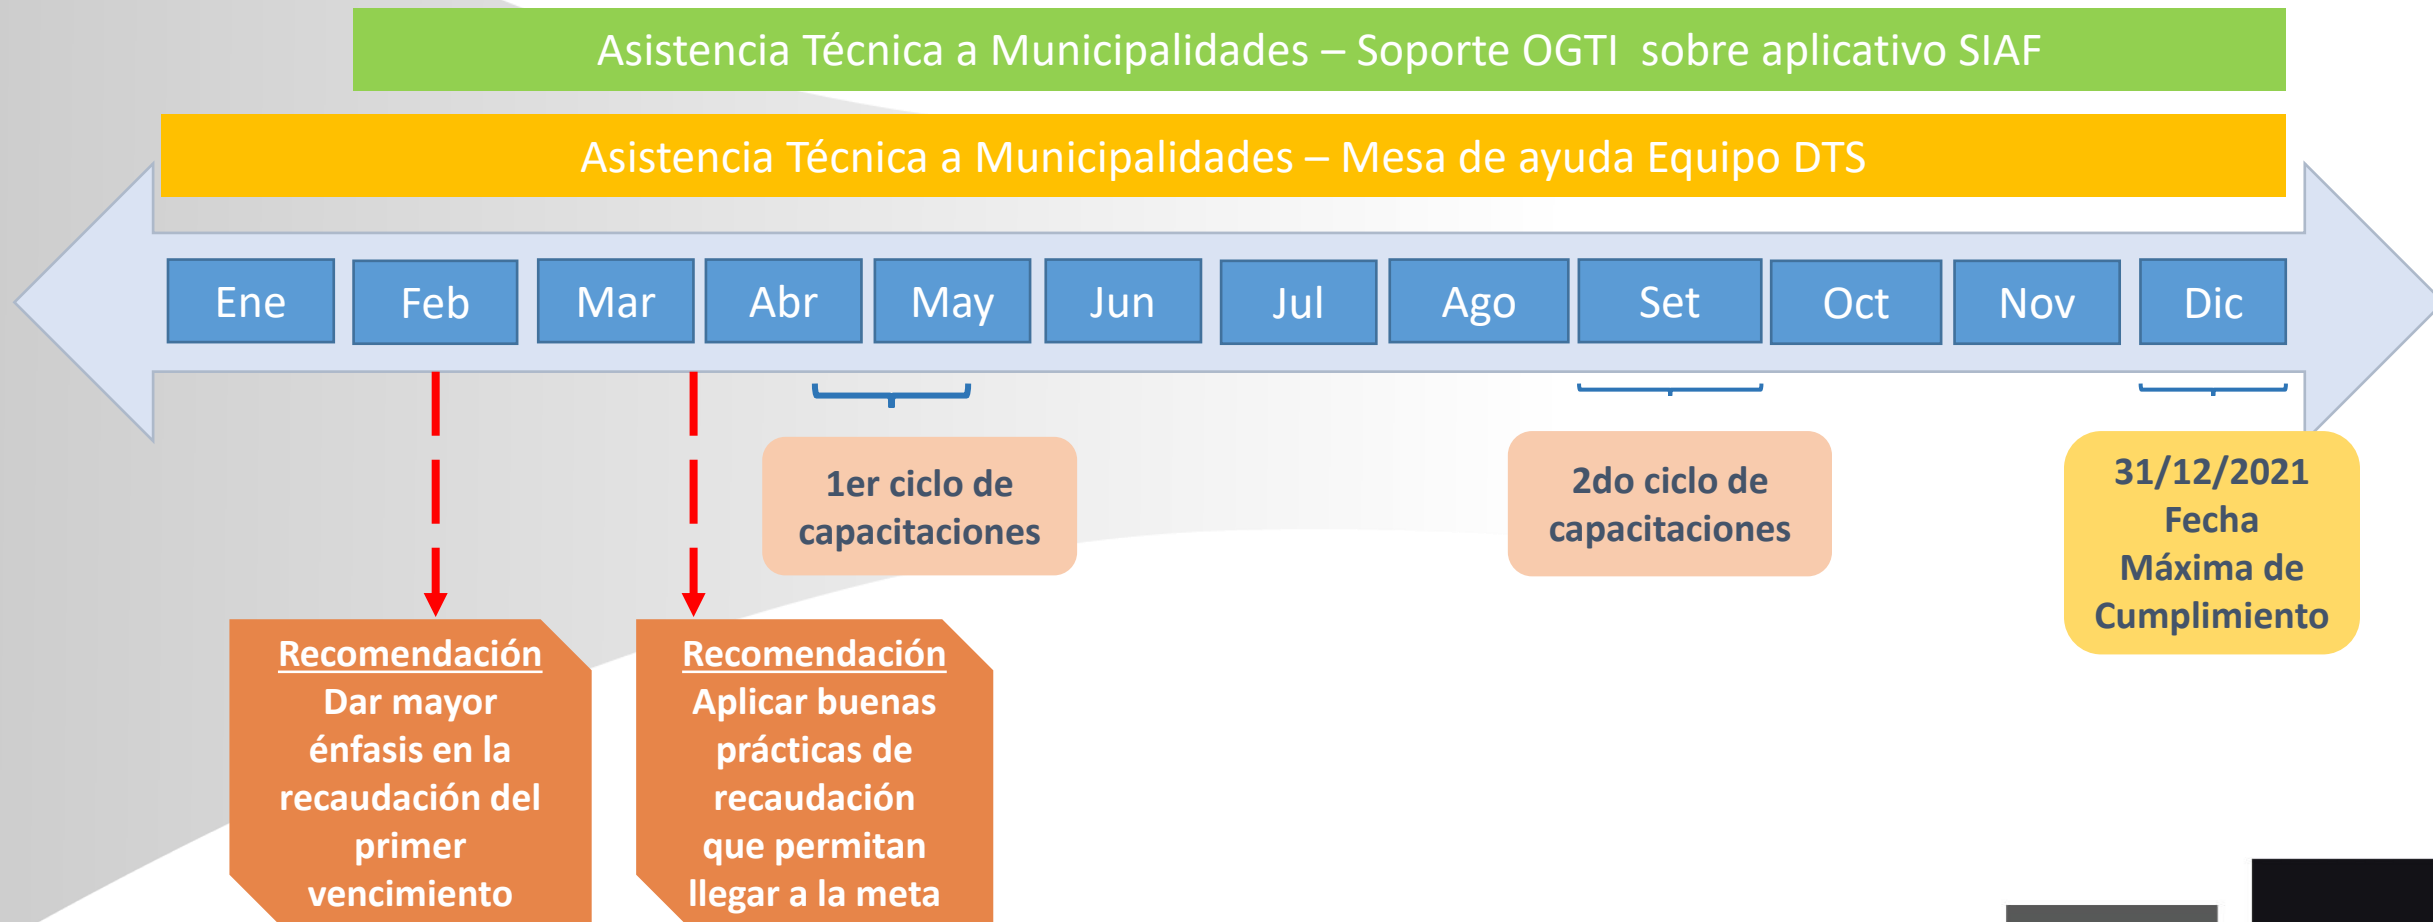 Asistencia Técnica a Municipalidades – Soporte OGTI sobre aplicativo SIAF
Asistencia Técnica a Municipalidades – Mesa de ayuda Equipo DTS
Ene
Feb
Mar
Abr
May
Jun
Jul
Ago
Set
Oct
Nov
Dic
1er ciclo de
capacitaciones
2do ciclo de
capacitaciones
31/12/2021
Fecha
Máxima de
Cumplimiento
Recomendación
Dar mayor
énfasis en la
recaudación del
primer
vencimiento
Recomendación
Aplicar buenas
prácticas de
recaudación
que permitan
llegar a la meta